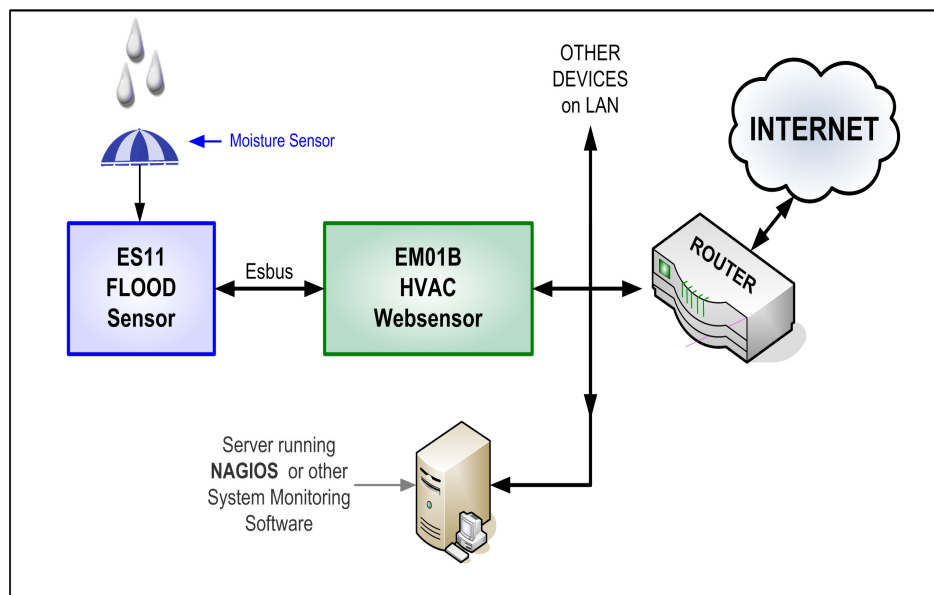 OTHER
DEVICES
on LAN
INTERNET
Moisture Sensor
ES11
FLOOD
Sensor
Esbus
EM01B
HVAC
Websensor
ROUTER
Server running
NAGIOS or other
System Monitoring
Software